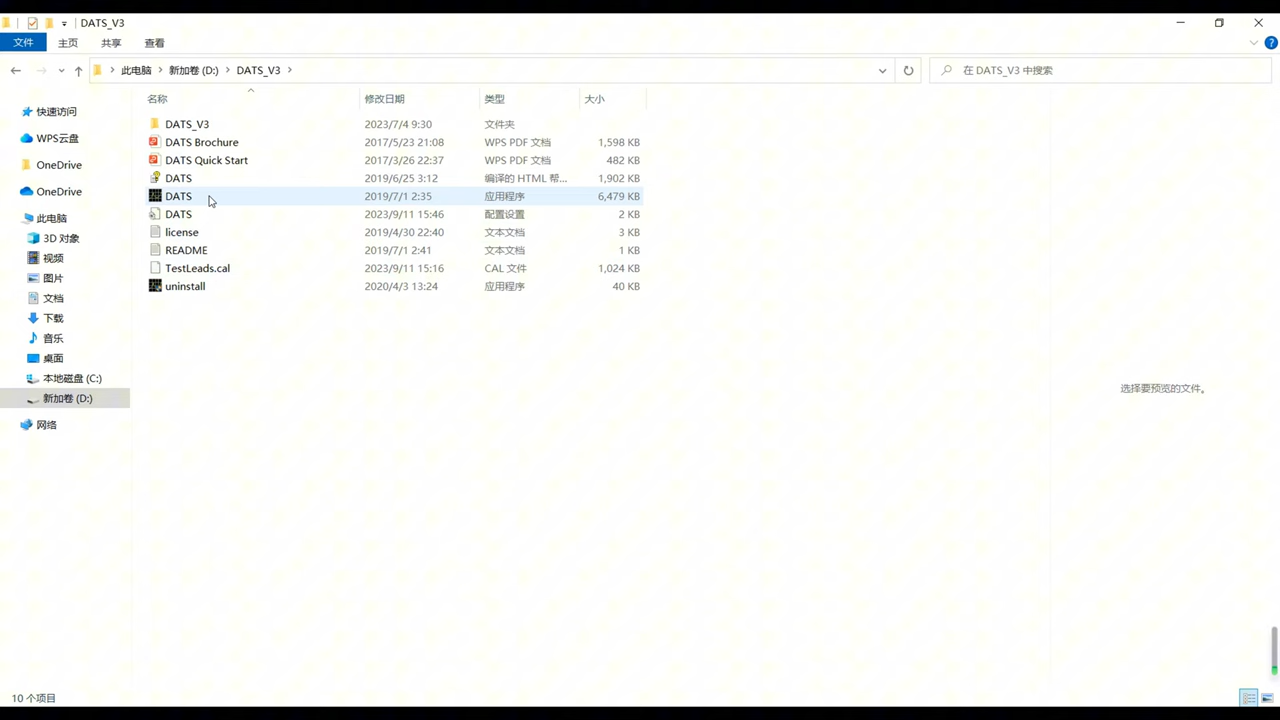 DATS_V3
文件 主页 共享 查看
此电脑 新加卷 (D:) DATS_V3
在 DATS_V3 中搜索
名称 修改日期 类型 大小
DATS_V3 2023/7/4 9:30 文件夹
DATS Brochure 2017/5/23 21:08 WPS PDF 文档 1,598 KB
DATS Quick Start 2017/3/26 22:37 WPS PDF 文档 482 KB
DATS 2019/6/25 3:12 编译的 HTML 帮... 1,902 KB
DATS 2019/7/1 2:35 应用程序 6,479 KB
DATS 2023/9/11 15:46 配置设置 2 KB
license 2019/4/30 22:40 文本文档 3 KB
README 2019/7/1 2:41 文本文档 1 KB
TestLeads.cal 2023/9/11 15:16 CAL 文件 1,024 KB
uninstall 2020/4/3 13:24 应用程序 40 KB
快速访问
WPS云盘
OneDrive
OneDrive
此电脑
3D 对象
视频
图片
文档
下载
音乐
桌面
本地磁盘 (C:)
新加卷 (D:)
网络
选择要预览的文件。
10 个项目